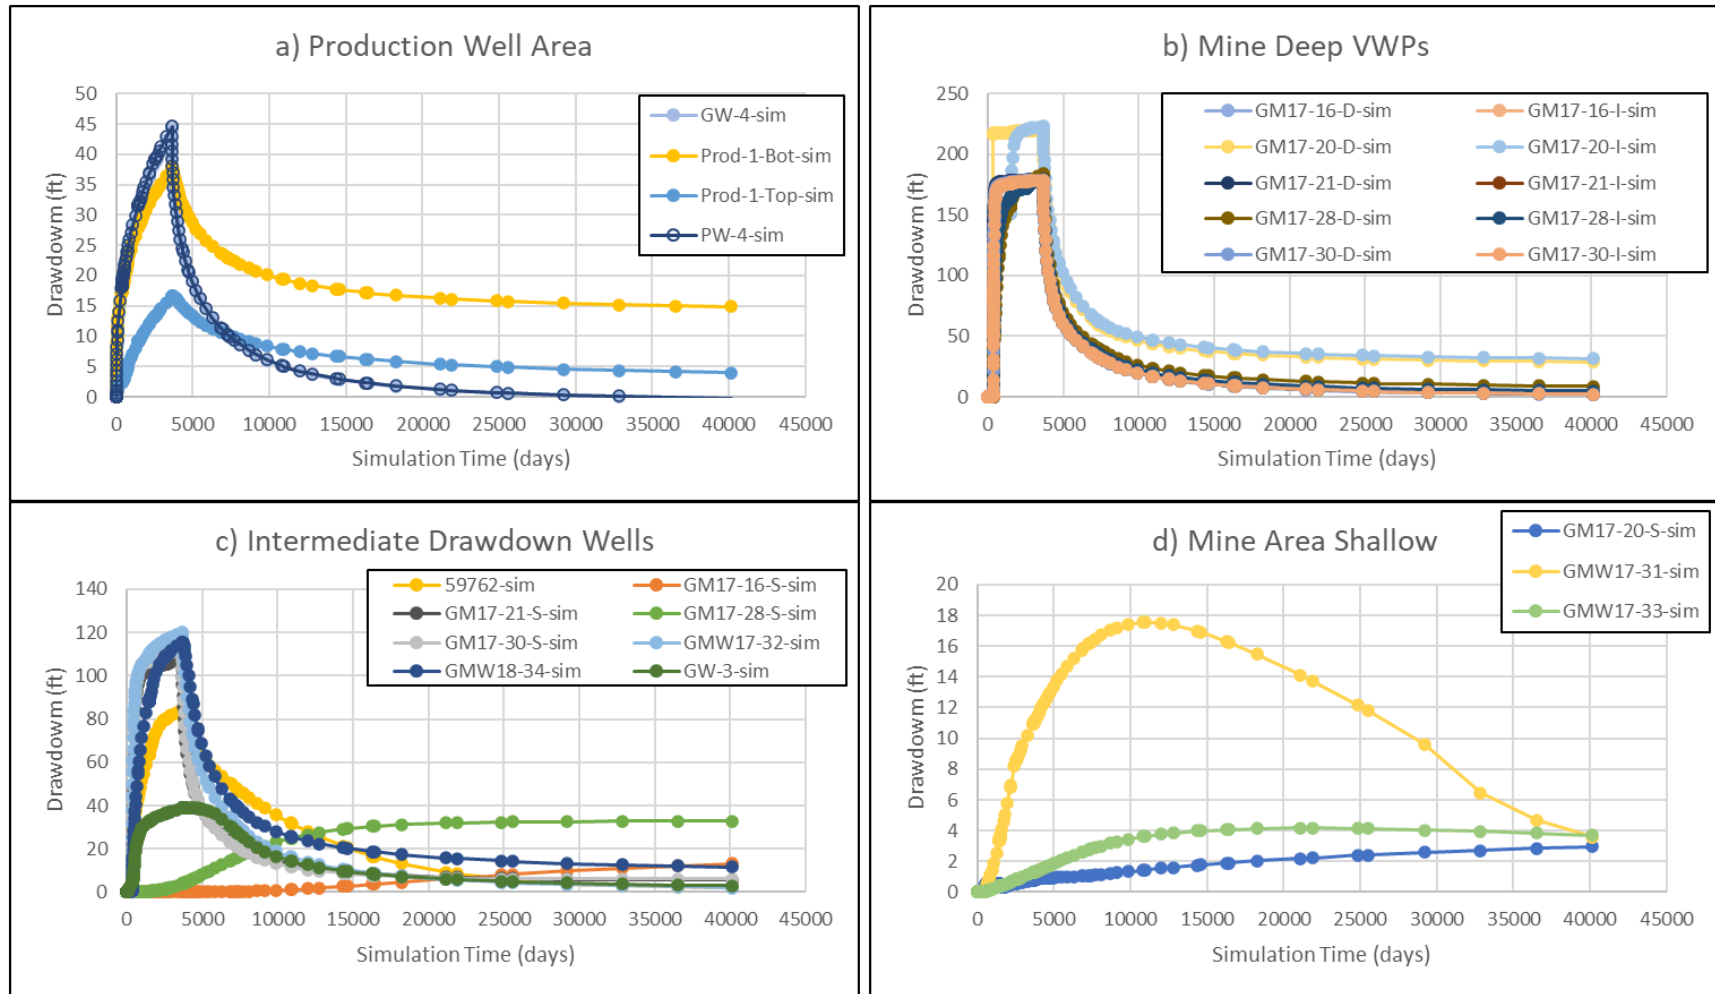 a) Production Well Area
50
45
40
35
30
25
20
15
10
5
0
Drawdowm (ft)
0 5000 10000 15000 20000 25000 30000 35000 40000 45000
Simulation Time (days)
GW-4-sim
Prod-1-Bot-sim
Prod-1-Top-sim
PW-4-sim
b) Mine Deep VWPs
250
200
150
100
50
0
Drawdowm (ft)
0 5000 10000 15000 20000 25000 30000 35000 40000 45000
Simulation Time (days)
GM17-16-D-sim GM17-16-I-sim
GM17-20-D-sim GM17-20-I-sim
GM17-21-D-sim GM17-21-I-sim
GM17-28-D-sim GM17-28-I-sim
GM17-30-D-sim GM17-30-I-sim
c) Intermediate Drawdown Wells
140
120
100
80
60
40
20
0
Drawdowm (ft)
0 5000 10000 15000 20000 25000 30000 35000 40000 45000
Simulation Time (days)
59762-sim GM17-16-S-sim
GM17-21-S-sim GM17-28-S-sim
GM17-30-S-sim GMW17-32-sim
GMW18-34-sim GW-3-sim
d) Mine Area Shallow
20
18
16
14
12
10
8
6
4
2
0
Drawdowm (ft)
0 5000 10000 15000 20000 25000 30000 35000 40000 45000
Simulation Time (days)
GM17-20-S-sim
GMW17-31-sim
GMW17-33-sim